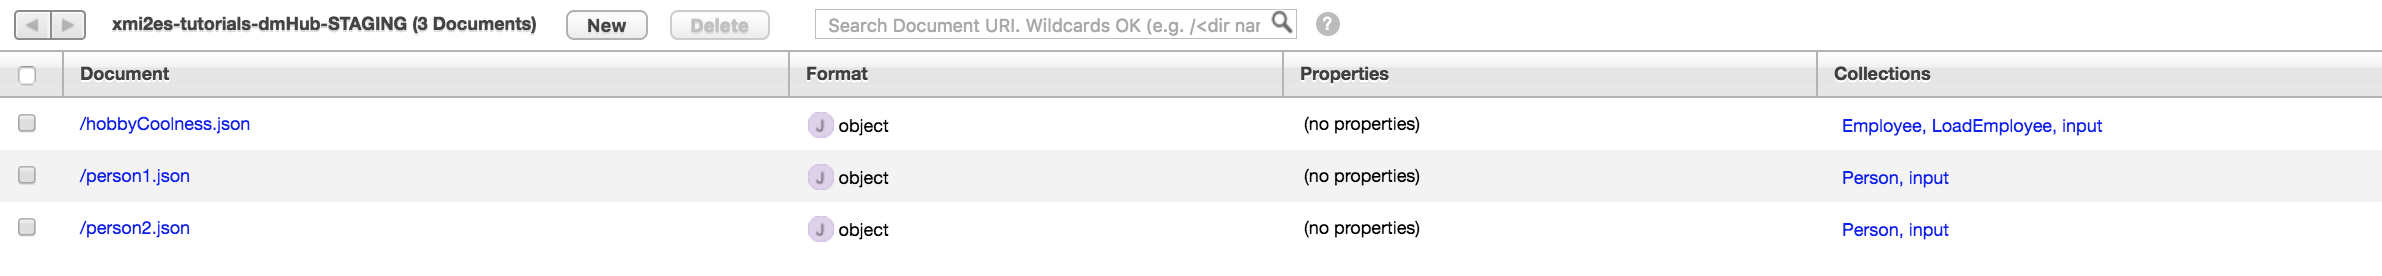 xmi2es-tutorials-dmHub-STAGING (3 Documents) New Delete Search Document URI. Wildcards OK (e.g. /<dir nar ?
Document Format Properties Collections
/hobbyCoolness.json J object (no properties) Employee, LoadEmployee, input
/person1.json J object (no properties) Person, input
/person2.json J object (no properties) Person, input